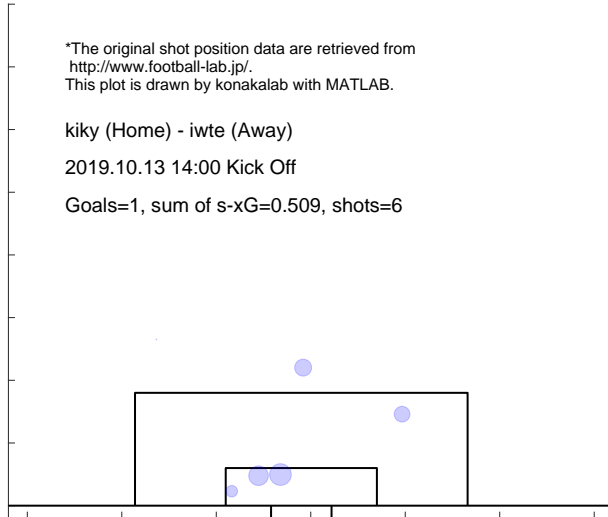 *The original shot position data are retrieved from
http://www.football-lab.jp/.
This plot is drawn by konakalab with MATLAB.
kiky (Home) - iwte (Away)
2019.10.13 14:00 Kick Off
Goals=1, sum of s-xG=0.509, shots=6